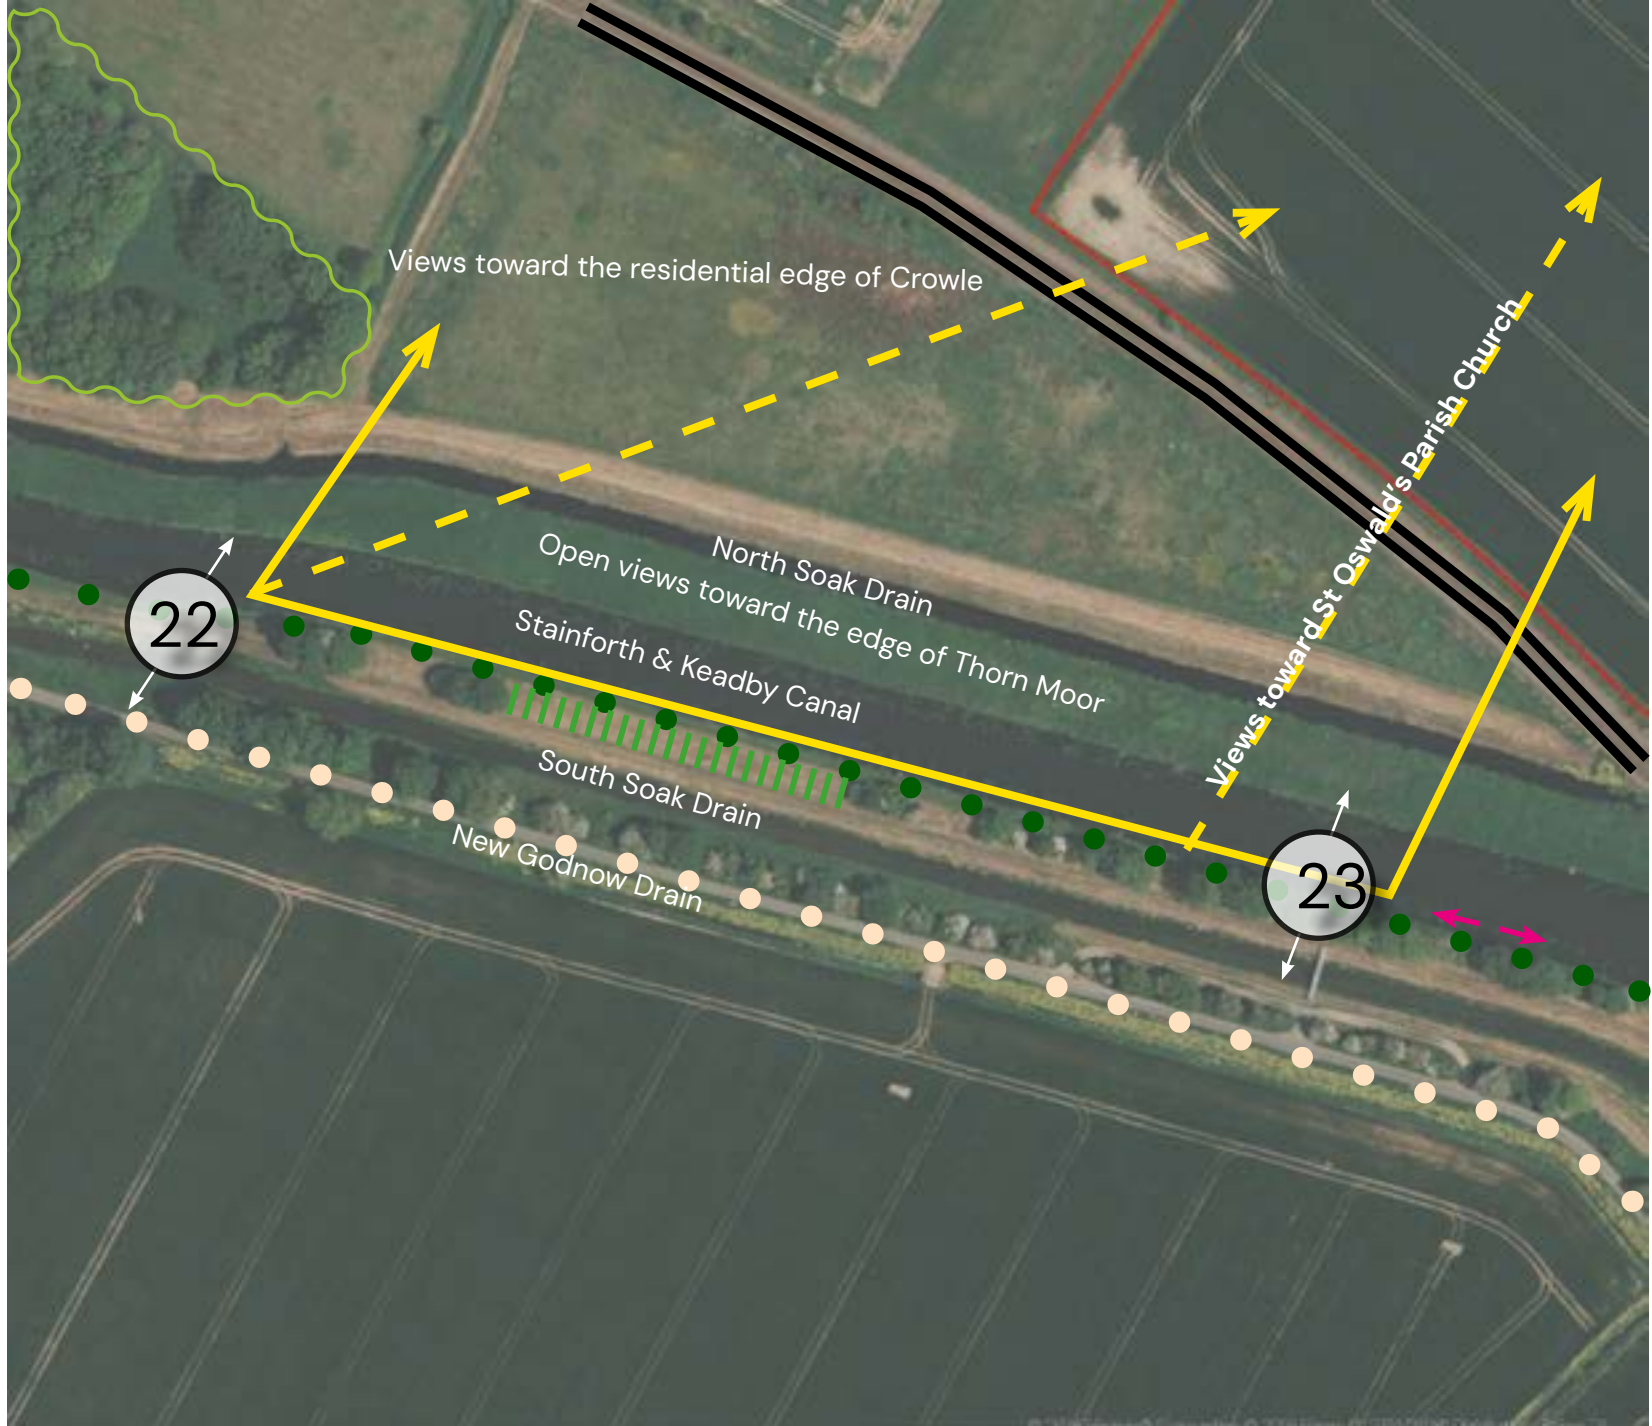 Views toward the residential edge of Crowle
Views toward St Oswald's Parish Church
North Soak Drain
Open views toward the edge of Thorn Moor
Stainforth & Keadby Canal
22
South Soak Drain
23
New Godnow Drain